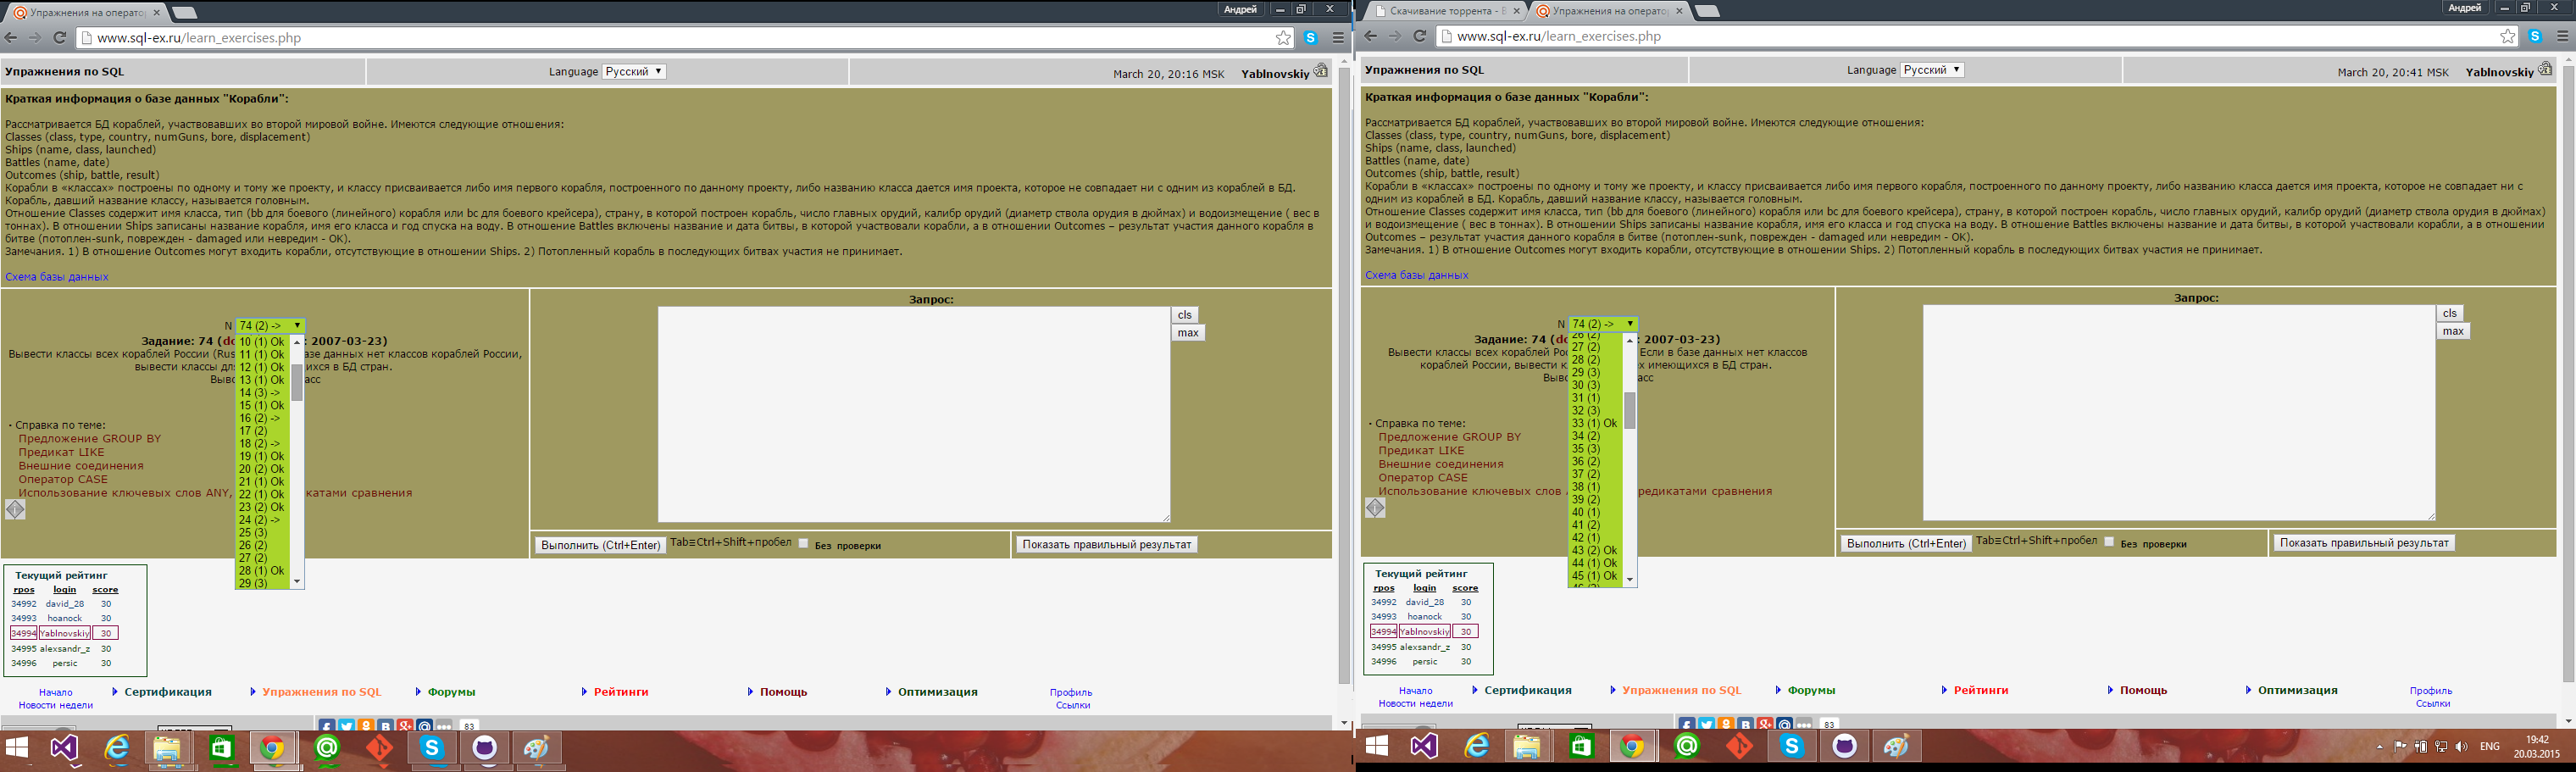 Упражнения на оператор
Андрей
www.sql-ex.ru/learn_exercises.php
Упражнения по SQL
Language Русский
March 20, 20:16 MSK Yablnovskiy
Краткая информация о базе данных "Корабли":
Рассматривается БД кораблей, участвовавших во второй мировой войне. Имеются следующие отношения:
Classes (class, type, country, numGuns, bore, displacement)
Ships (name, class, launched)
Battles (name, date)
Outcomes (ship, battle, result)
Корабли в «классах» построены по одному и тому же проекту, и классу присваивается либо имя первого корабля, построенного по данному проекту, либо названию класса дается имя проекта, которое не совпадает ни с одним из кораблей в БД.
Корабль, давший название классу, называется головным.
Отношение Classes содержит имя класса, тип (bb для боевого (линейного) корабля или bc для боевого крейсера), страну, в которой построен корабль, число главных орудий, калибр орудий (диаметр ствола орудия в дюймах) и водоизмещение ( вес в
тоннах). В отношении Ships записаны название корабля, имя его класса и год спуска на воду. В отношение Battles включены название и дата битвы, в которой участвовали корабли, а в отношении Outcomes – результат участия данного корабля в
битве (потоплен-sunk, поврежден - damaged или невредим - OK).
Замечания. 1) В отношение Outcomes могут входить корабли, отсутствующие в отношении Ships. 2) Потопленный корабль в последующих битвах участия не принимает.
Схема базы данных
N 74 (2) ->
Задание: 74 ( : 2007-03-23)
Вывести классы всех кораблей России (Rus азе данных нет классов кораблей России,
вывести классы дл ихся в БД стран.
Выво асс
10 (1) Ok
11 (1) Ok
12 (1) Ok
13 (1) Ok
14 (3) ->
15 (1) Ok
16 (2) ->
17 (2)
18 (2) ->
19 (1) Ok
20 (2) Ok
21 (1) Ok
22 (1) Ok
23 (2) Ok
24 (2) ->
25 (3)
26 (2)
27 (2)
28 (1) Ok
29 (3)
· Справка по теме:
Предложение GROUP BY
Предикат LIKE
Внешние соединения
Оператор CASE
Использование ключевых слов ANY, икатами сравнения
Запрос:
cls
max
Выполнить (Ctrl+Enter) Tab≡Ctrl+Shift+пробел Без проверки
Показать правильный результат
Текущий рейтинг
rpos login score
34992 david_28 30
34993 hoanock 30
34994 Yablnovskiy 30
34995 alexsandr_z 30
34996 persic 30
Начало Сертификация Упражнения по SQL Форумы Рейтинги Помощь Оптимизация Профиль
Новости недели Ссылки
83
Скачивание торрента - В
Упражнения на оператор
Андрей
www.sql-ex.ru/learn_exercises.php
Упражнения по SQL
Language Русский
March 20, 20:41 MSK Yablnovskiy
Краткая информация о базе данных "Корабли":
Рассматривается БД кораблей, участвовавших во второй мировой войне. Имеются следующие отношения:
Classes (class, type, country, numGuns, bore, displacement)
Ships (name, class, launched)
Battles (name, date)
Outcomes (ship, battle, result)
Корабли в «классах» построены по одному и тому же проекту, и классу присваивается либо имя первого корабля, построенного по данному проекту, либо названию класса дается имя проекта, которое не совпадает ни с
одним из кораблей в БД. Корабль, давший название классу, называется головным.
Отношение Classes содержит имя класса, тип (bb для боевого (линейного) корабля или bc для боевого крейсера), страну, в которой построен корабль, число главных орудий, калибр орудий (диаметр ствола орудия в дюймах)
и водоизмещение ( вес в тоннах). В отношении Ships записаны название корабля, имя его класса и год спуска на воду. В отношение Battles включены название и дата битвы, в которой участвовали корабли, а в отношении
Outcomes – результат участия данного корабля в битве (потоплен-sunk, поврежден - damaged или невредим - OK).
Замечания. 1) В отношение Outcomes могут входить корабли, отсутствующие в отношении Ships. 2) Потопленный корабль в последующих битвах участия не принимает.
Схема базы данных
N 74 (2) ->
Задание: 74 ( : 2007-03-23)
Вывести классы всех кораблей Рос Если в базе данных нет классов
кораблей России, вывести к х имеющихся в БД стран.
Выво асс
26 (2)
27 (2)
28 (2)
29 (3)
30 (3)
31 (1)
32 (3)
33 (1) Ok
34 (2)
35 (3)
36 (2)
37 (2)
38 (1)
39 (2)
40 (1)
41 (2)
42 (1)
43 (2) Ok
44 (1) Ok
45 (1) Ok
· Справка по теме:
Предложение GROUP BY
Предикат LIKE
Внешние соединения
Оператор CASE
Использование ключевых слов редикатами сравнения
Запрос:
cls
max
Выполнить (Ctrl+Enter) Tab≡Ctrl+Shift+пробел Без проверки
Показать правильный результат
Текущий рейтинг
rpos login score
34992 david_28 30
34993 hoanock 30
34994 Yablnovskiy 30
34995 alexsandr_z 30
34996 persic 30
Начало Сертификация Упражнения по SQL Форумы Рейтинги Помощь Оптимизация Профиль
Новости недели Ссылки
83
ENG
19:42
20.03.2015